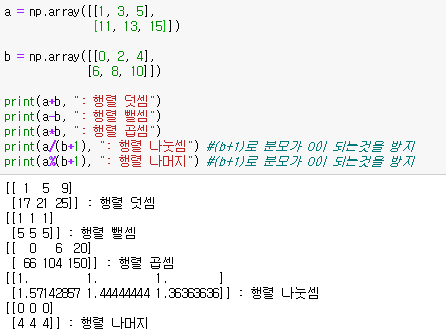 a = np.array([[1, 3, 5],
[11, 13, 15]])
b = np.array([[0, 2, 4],
[6, 8, 10]])
print(a+b, ": 행렬 덧셈")
print(a-b, ": 행렬 뺄셈")
print(a*b, ": 행렬 곱셈")
print(a/(b+1), ": 행렬 나눗셈") #(b+1)로 분모가 0이 되는것을 방지
print(a%(b+1), ": 행렬 나머지") #(b+1)로 분모가 0이 되는것을 방지
[[ 1 5 9]
[17 21 25]] : 행렬 덧셈
[[1 1 1]
[5 5 5]] : 행렬 뺄셈
[[ 0 6 20]
[ 66 104 150]] : 행렬 곱셈
[[1. 1. 1. ]
[1.57142857 1.44444444 1.36363636]] : 행렬 나눗셈
[[0 0 0]
[4 4 4]] : 행렬 나머지